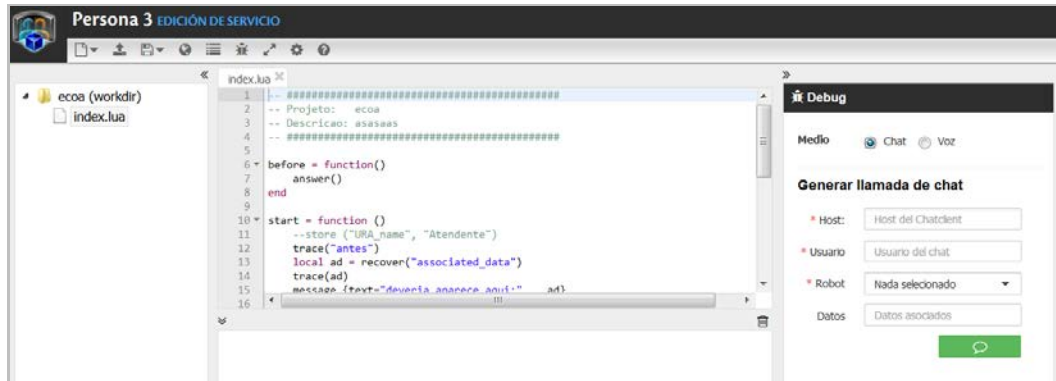 Persona 3 EDICIÓN DE SERVICIO
ecoa (workdir)
index.lua
index.lua
1 -- #############################################
2 -- Projeto:   ecoa
3 -- Descricao: asasaas
4 -- #############################################
5
6 before = function()
7     answer()
8 end
9
10 start = function ()
11     --store ("URA_name", "Atendente")
12     trace("antes")
13     local ad = recover("associated_data")
14     trace(ad)
15     message {text="deveria aparece aqui:" .. ad}
16
Debug
Medio Chat Voz
Generar llamada de chat
* Host: Host del Chatclient
* Usuario Usuario del chat
* Robot Nada selecionado
Datos Datos asociados